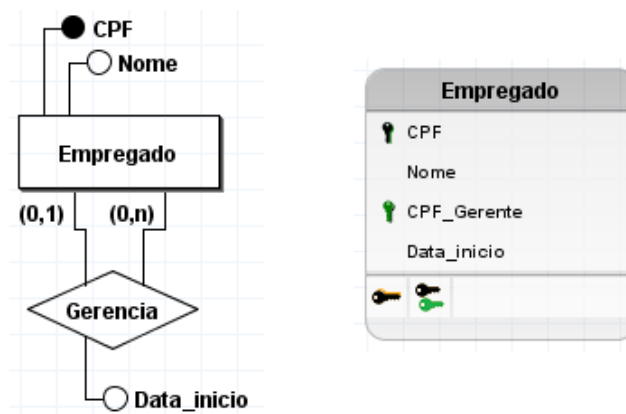 CPF
Nome
Empregado
(0,1) (0,n)
Gerencia
Data_inicio
Empregado
CPF
Nome
CPF_Gerente
Data_inicio